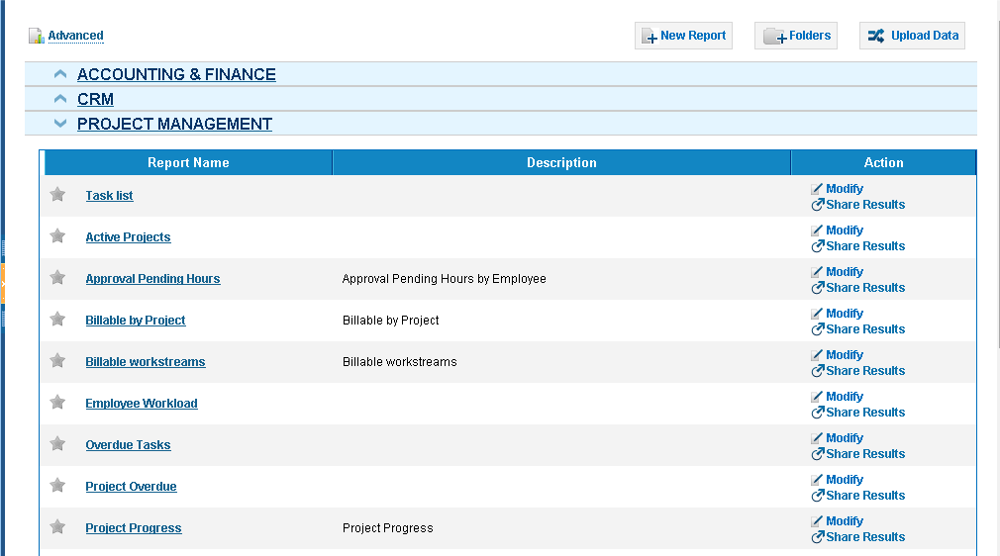 Advanced
New Report
Folders
Upload Data
ACCOUNTING & FINANCE
CRM
PROJECT MANAGEMENT
Report Name Description Action
Task list
Modify
Share Results
Active Projects
Modify
Share Results
Approval Pending Hours
Approval Pending Hours by Employee
Modify
Share Results
Billable by Project
Billable by Project
Modify
Share Results
Billable workstreams
Billable workstreams
Modify
Share Results
Employee Workload
Modify
Share Results
Overdue Tasks
Modify
Share Results
Project Overdue
Modify
Share Results
Project Progress
Project Progress
Modify
Share Results